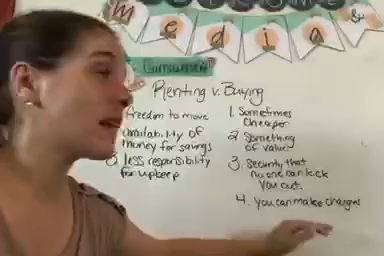 Media &
Consumer
Renting v. Buying
freedom to move
availability of
money for savings
3 less responsibility
for upkeep
1. Sometimes
cheaper
2. Something
of value
3. Security that
no one can kick
you out.
4. you can make changes